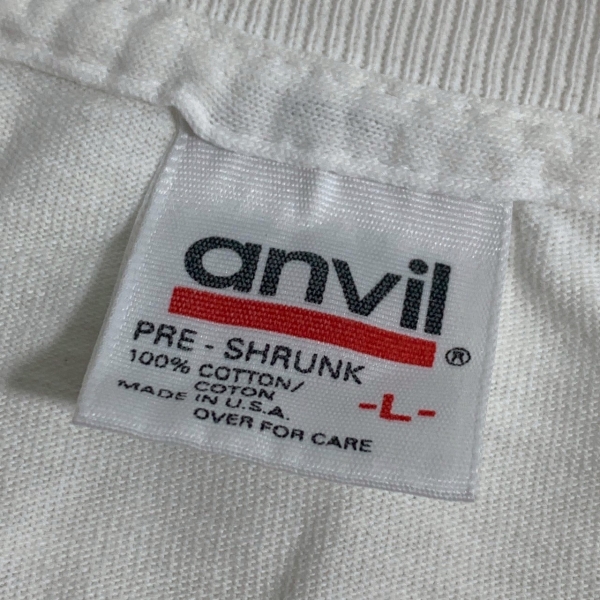 anvil ®
PRE - SHRUNK
100% COTTON/
COTON
MADE IN U.S.A.
OVER FOR CARE
-L-